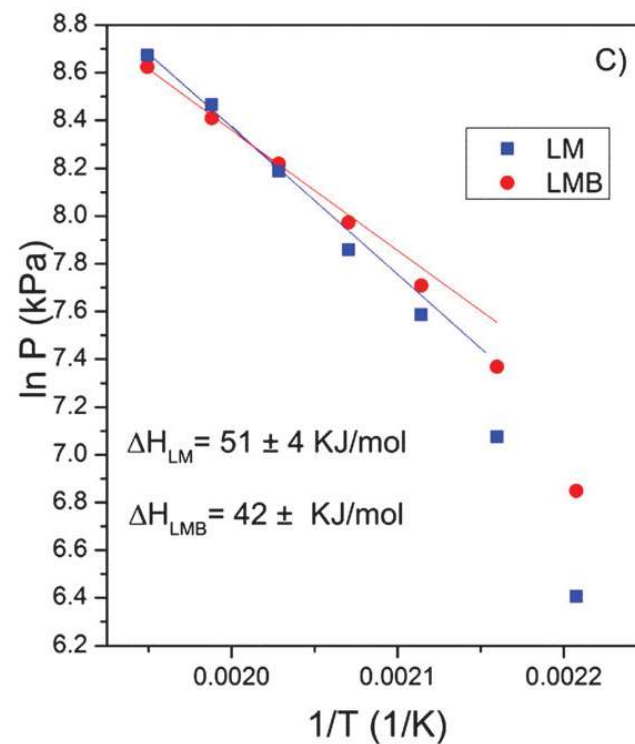 C)
LM
LMB
8.8
8.6
8.4
8.2
8.0
7.8
7.6
7.4
7.2
7.0
6.8
6.6
6.4
6.2
ln P (kPa)
ΔH_LM = 51 ± 4 KJ/mol
ΔH_LMB = 42 ± KJ/mol
0.0020
0.0021
0.0022
1/T (1/K)